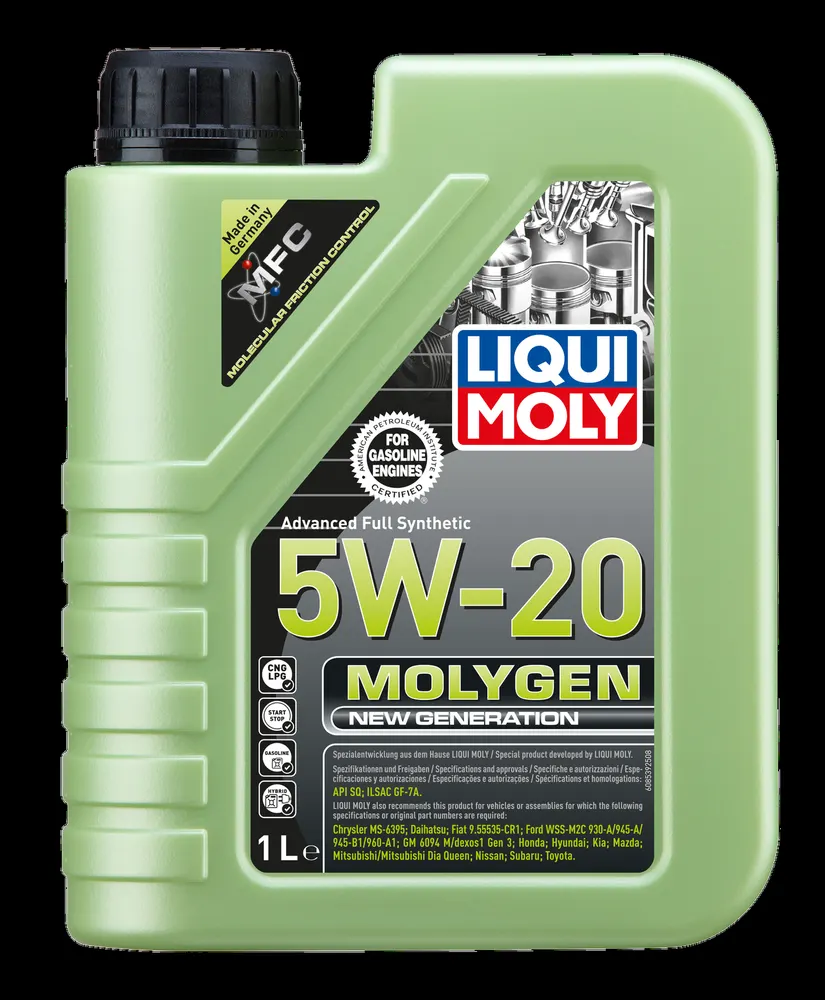 Made in
Germany
MFC
MOLECULAR FRICTION CONTROL
LIQUI
MOLY
AMERICAN PETROLEUM INSTITUTE
FOR
GASOLINE
ENGINES
CERTIFIED
®
Advanced Full Synthetic
5W-20
CNG
LPG
MOLYGEN
START
STOP
NEW GENERATION
GASOLINE
HYBRID
Spezialentwicklung aus dem Hause LIQUI MOLY / Special product developed by LIQUI MOLY.
Spezifikationen und Freigaben / Specifications and approvals / Specifiche e autorizzazioni / Espe-
cificaciones y autorizaciones / Especificações e autorizações / Spécifications et homologations:
API SQ; ILSAC GF-7A.
LIQUI MOLY also recommends this product for vehicles or assemblies for which the following
specifications or original part numbers are required:
Chrysler MS-6395; Daihatsu; Fiat 9.55535-CR1; Ford WSS-M2C 930-A/945-A/
945-B1/960-A1; GM 6094 M/dexos1 Gen 3; Honda; Hyundai; Kia; Mazda;
Mitsubishi/Mitsubishi Dia Queen; Nissan; Subaru; Toyota.
6085392508
1 L e